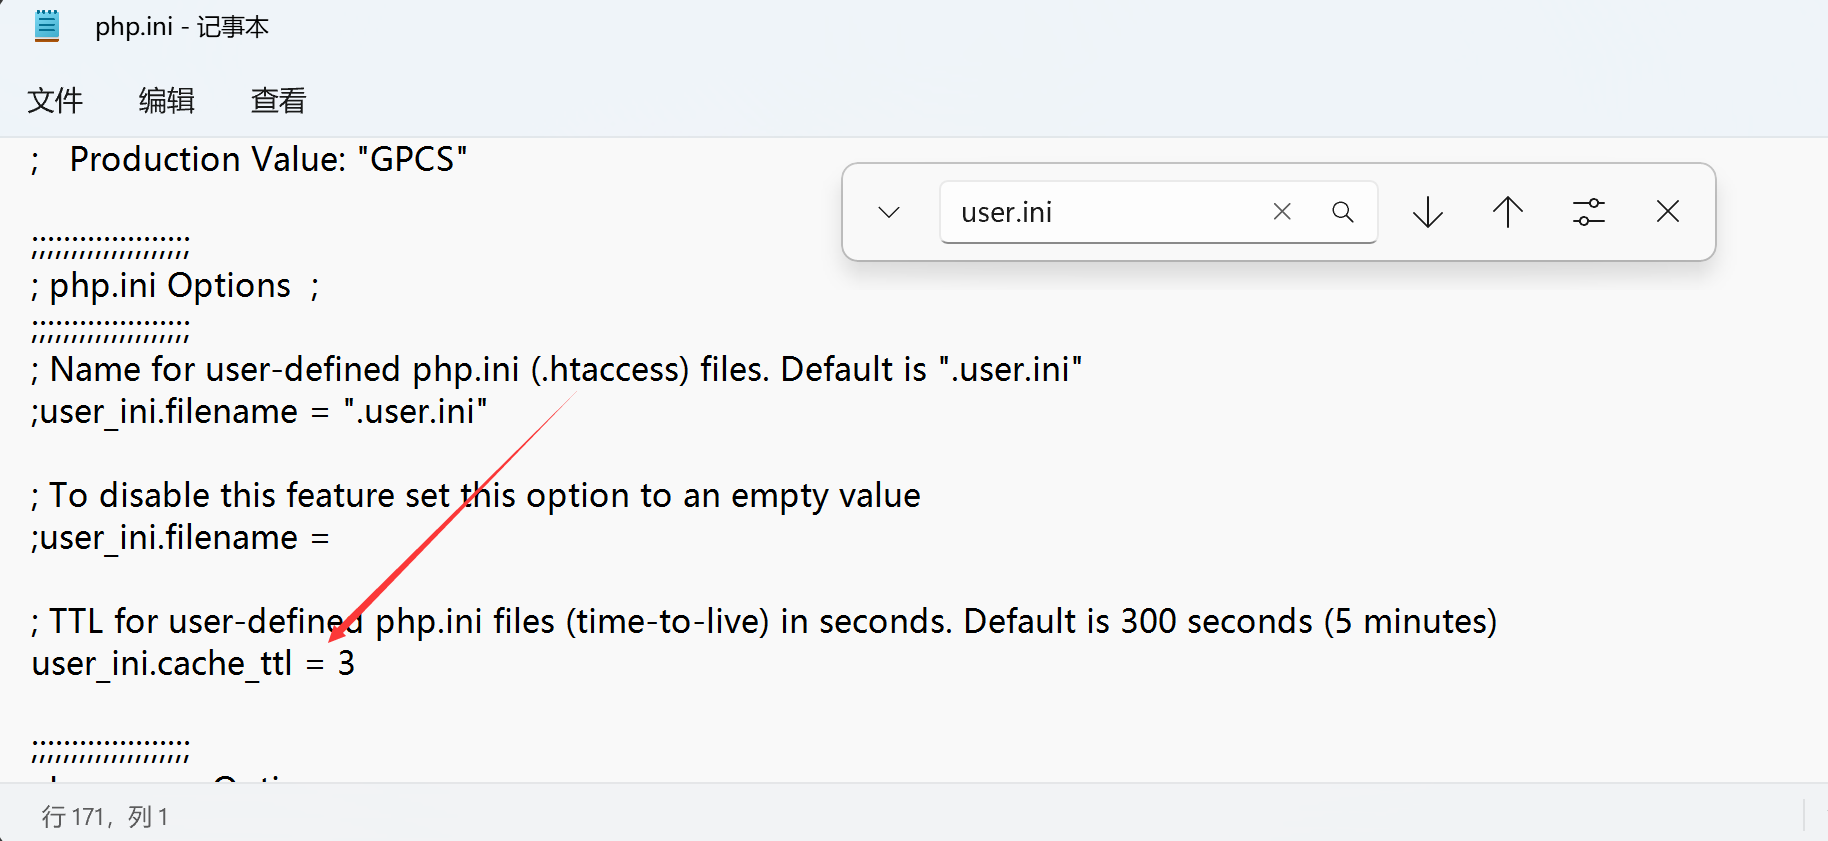 php.ini - 记事本
文件 编辑 查看
; Production Value: "GPCS"
user.ini
;;;;;;;;;;;;;;;;;;;;
; php.ini Options ;
;;;;;;;;;;;;;;;;;;;;
; Name for user-defined php.ini (.htaccess) files. Default is ".user.ini"
;user_ini.filename = ".user.ini"
; To disable this feature set this option to an empty value
;user_ini.filename =
; TTL for user-defined php.ini files (time-to-live) in seconds. Default is 300 seconds (5 minutes)
user_ini.cache_ttl = 3
;;;;;;;;;;;;;;;;;;;;
行 171，列 1